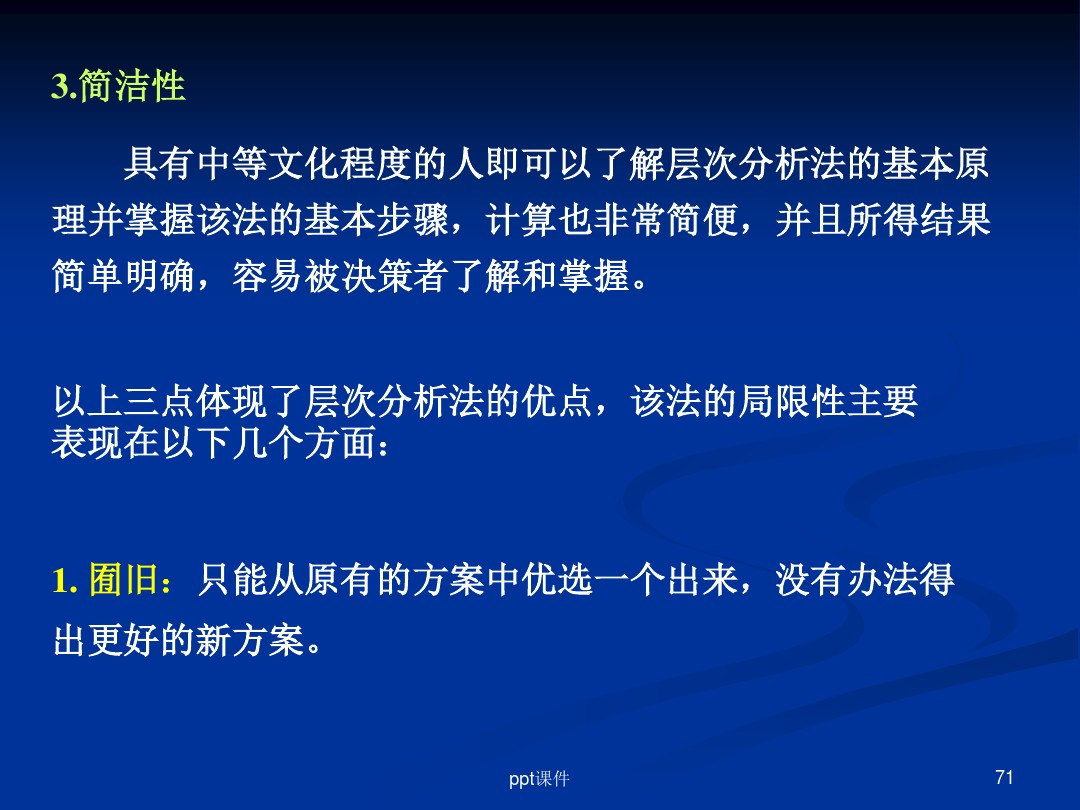 3.简洁性
具有中等文化程度的人即可以了解层次分析法的基本原
理并掌握该法的基本步骤，计算也非常简便，并且所得结果
简单明确，容易被决策者了解和掌握。
以上三点体现了层次分析法的优点，该法的局限性主要
表现在以下几个方面：
1. 囿旧：只能从原有的方案中优选一个出来，没有办法得
出更好的新方案。
ppt课件
71